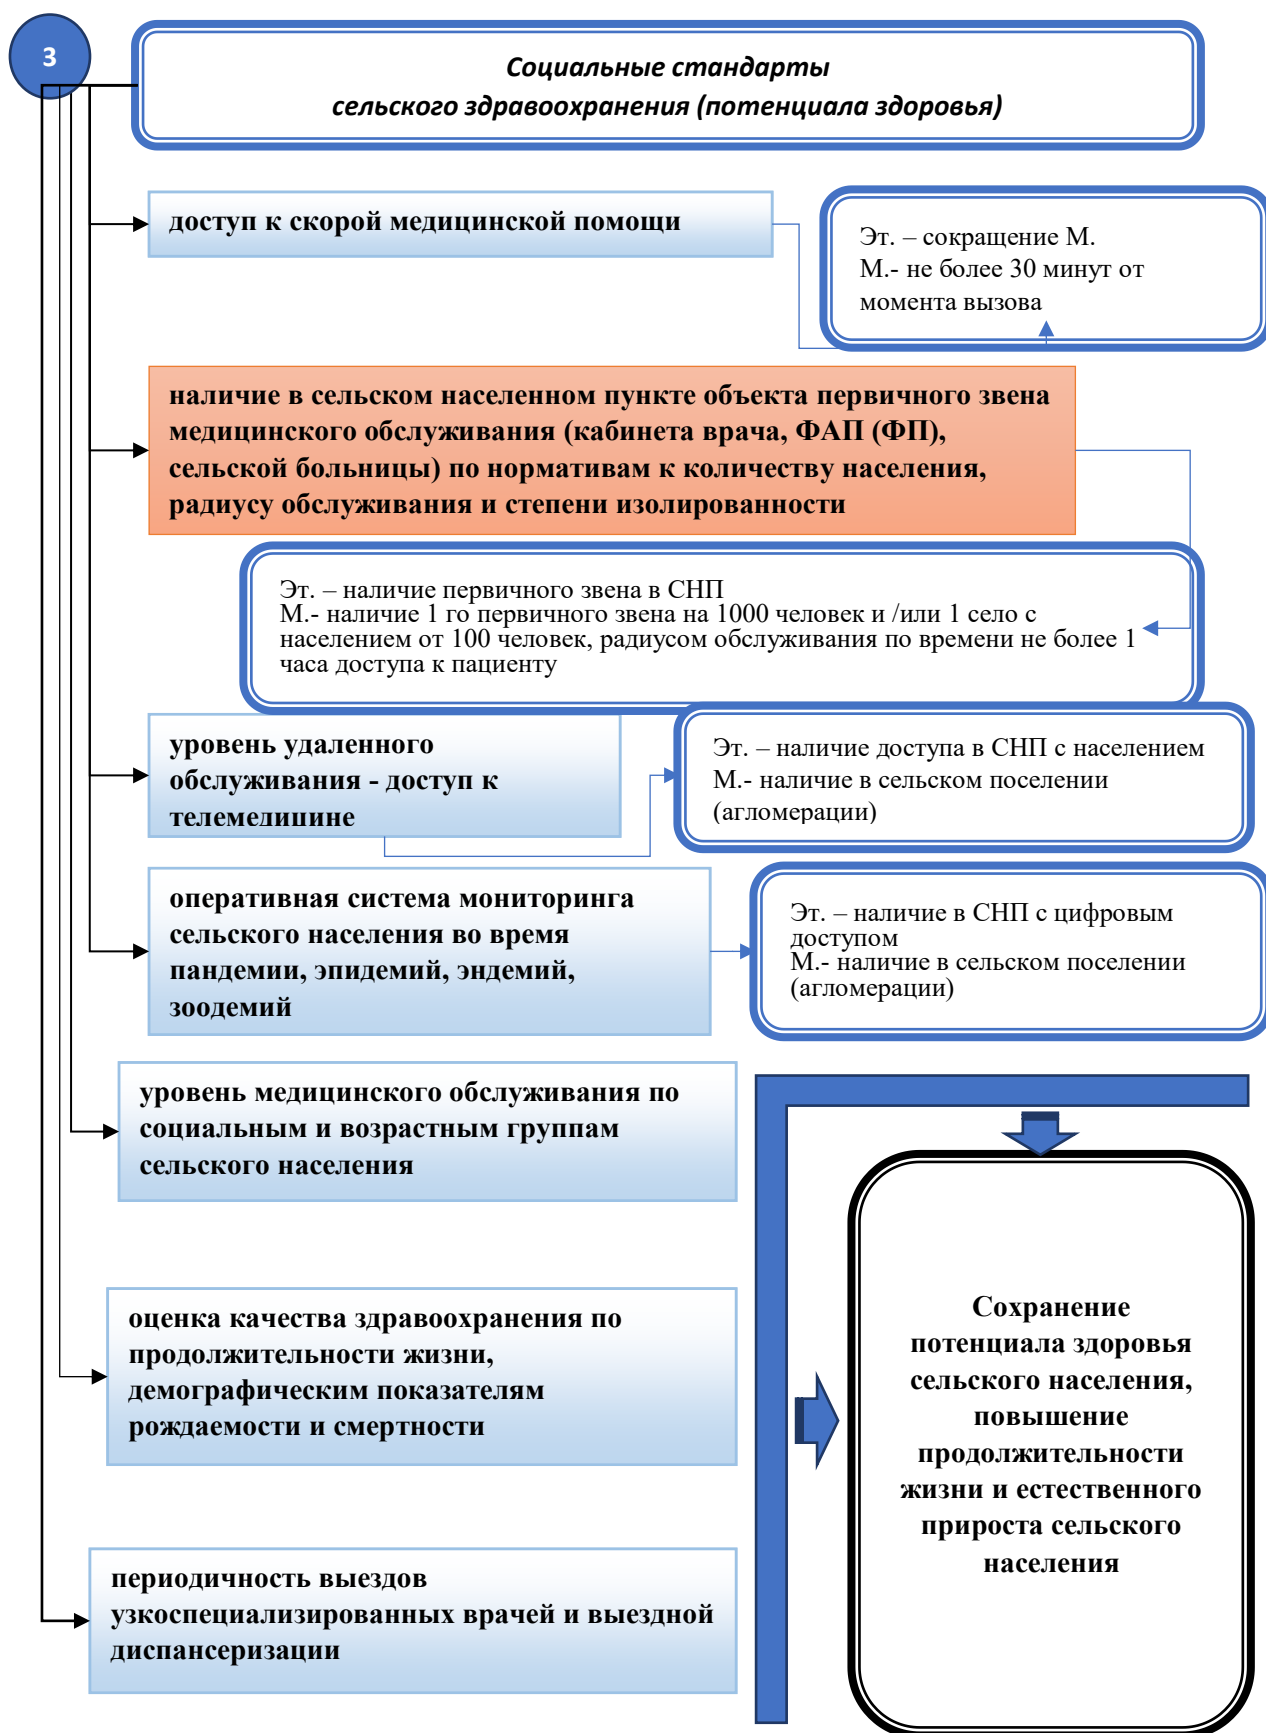 3
Социальные стандарты
сельского здравоохранения (потенциала здоровья)
доступ к скорой медицинской помощи
Эт. – сокращение М.
М.- не более 30 минут от
момента вызова
наличие в сельском населенном пункте объекта первичного звена
медицинского обслуживания (кабинета врача, ФАП (ФП),
сельской больницы) по нормативам к количеству населения,
радиусу обслуживания и степени изолированности
Эт. – наличие первичного звена в СНП
М.- наличие 1 го первичного звена на 1000 человек и /или 1 село с
населением от 100 человек, радиусом обслуживания по времени не более 1
часа доступа к пациенту
уровень удаленного
обслуживания - доступ к
телемедицине
Эт. – наличие доступа в СНП с населением
М.- наличие в сельском поселении
(агломерации)
оперативная система мониторинга
сельского населения во время
пандемии, эпидемий, эндемий,
зоодемий
Эт. – наличие в СНП с цифровым
доступом
М.- наличие в сельском поселении
(агломерации)
уровень медицинского обслуживания по
социальным и возрастным группам
сельского населения
оценка качества здравоохранения по
продолжительности жизни,
демографическим показателям
рождаемости и смертности
Сохранение
потенциала здоровья
сельского населения,
повышение
продолжительности
жизни и естественного
прироста сельского
населения
периодичность выездов
узкоспециализированных врачей и выездной
диспансеризации